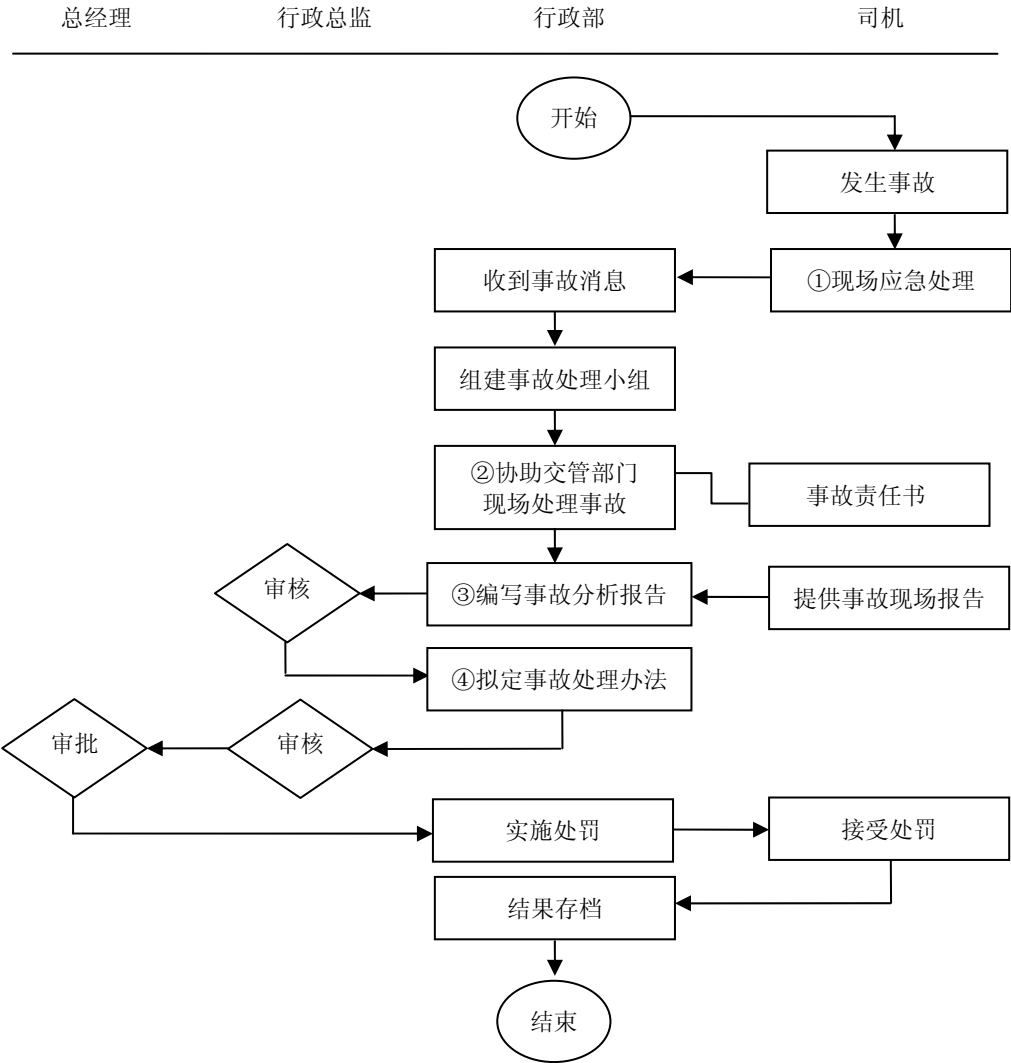 总经理
行政总监
行政部
司机
开始
发生事故
收到事故消息
①现场应急处理
组建事故处理小组
②协助交管部门
现场处理事故
事故责任书
审核
③编写事故分析报告
提供事故现场报告
④拟定事故处理办法
审批
审核
实施处罚
接受处罚
结果存档
结束